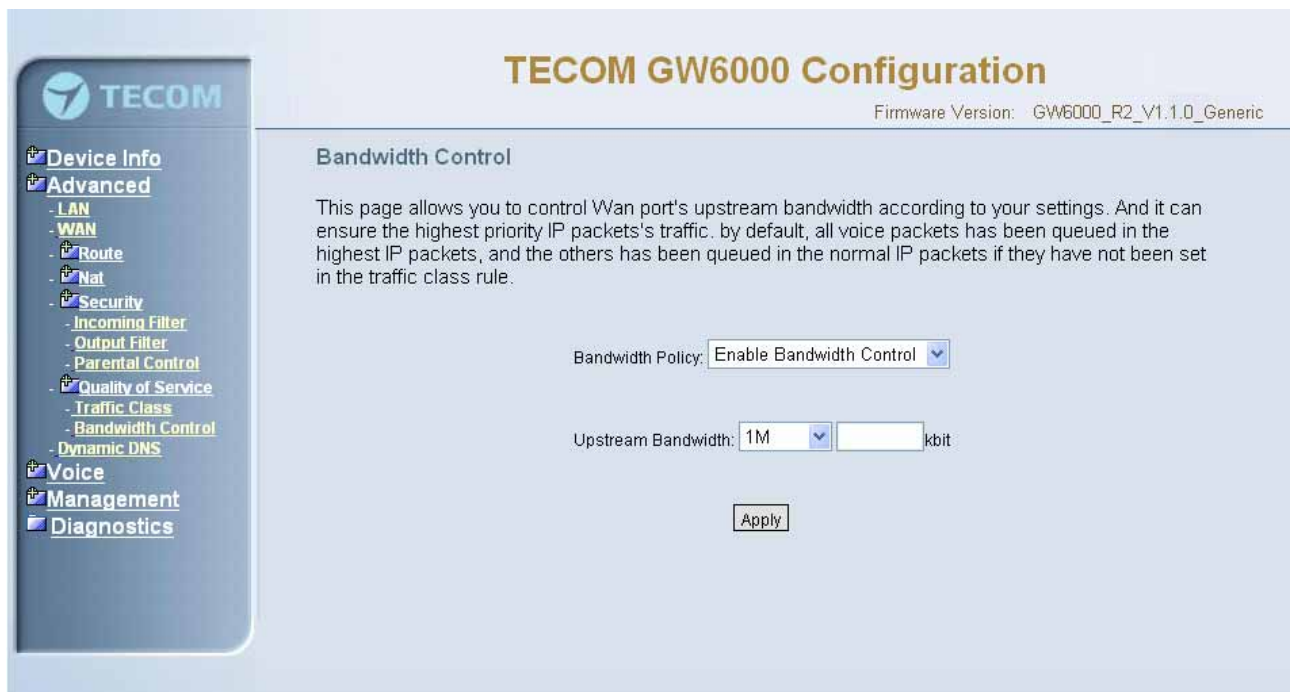 TECOM
TECOM GW6000 Configuration
Firmware Version: GW6000_R2_V1.1.0_Generic
Device Info
Advanced
- LAN
- WAN
- Route
- Nat
- Security
- Incoming Filter
- Output Filter
- Parental Control
- Quality of Service
- Traffic Class
- Bandwidth Control
- Dynamic DNS
Voice
Management
Diagnostics
Bandwidth Control
This page allows you to control Wan port's upstream bandwidth according to your settings. And it can
ensure the highest priority IP packets's traffic. by default, all voice packets has been queued in the
highest IP packets, and the others has been queued in the normal IP packets if they have not been set
in the traffic class rule.
Bandwidth Policy: Enable Bandwidth Control
Upstream Bandwidth: 1M kbit
Apply